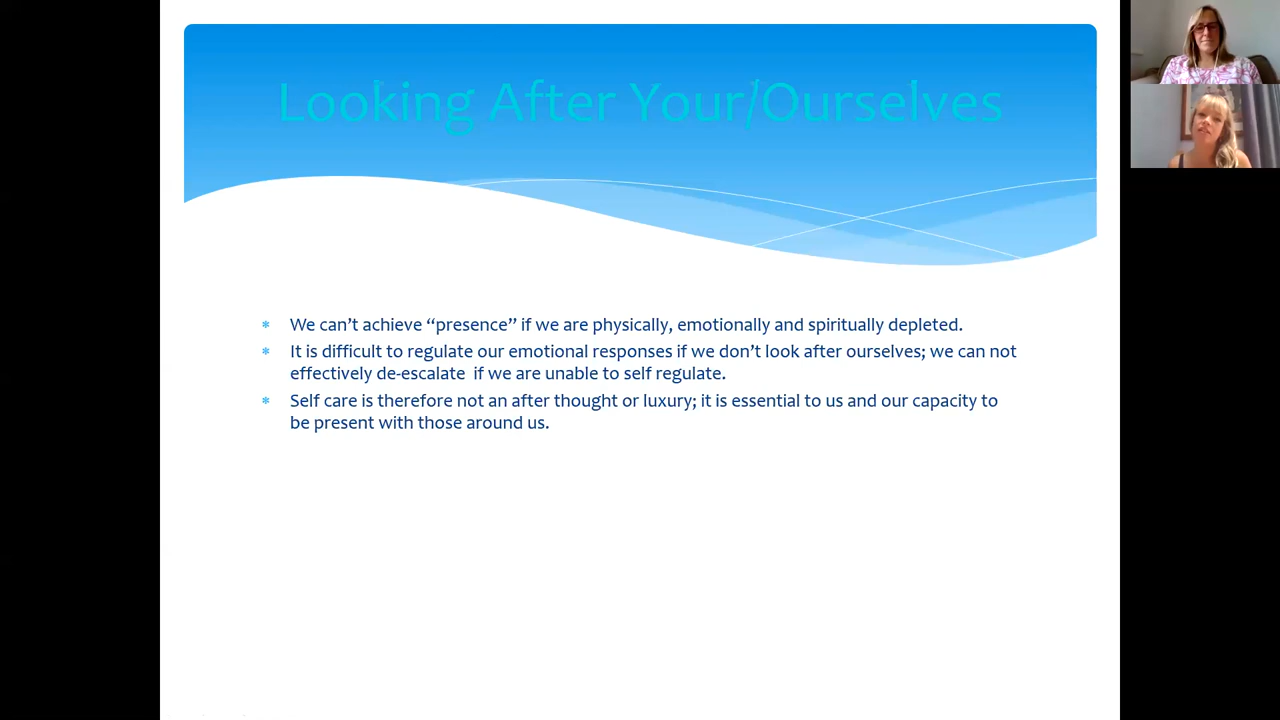 Looking After Your/Ourselves
* We can't achieve “presence” if we are physically, emotionally and spiritually depleted.
* It is difficult to regulate our emotional responses if we don't look after ourselves; we can not
effectively de-escalate  if we are unable to self regulate.
* Self care is therefore not an after thought or luxury; it is essential to us and our capacity to
be present with those around us.